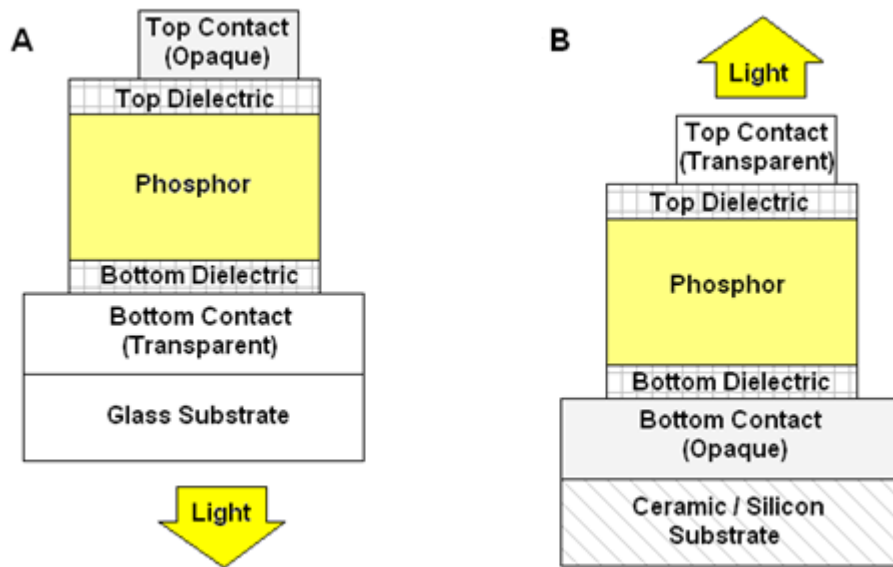 A
Top Contact
(Opaque)
Top Dielectric
Phosphor
Bottom Dielectric
Bottom Contact
(Transparent)
Glass Substrate
Light
B
Light
Top Contact
(Transparent)
Top Dielectric
Phosphor
Bottom Dielectric
Bottom Contact
(Opaque)
Ceramic / Silicon
Substrate